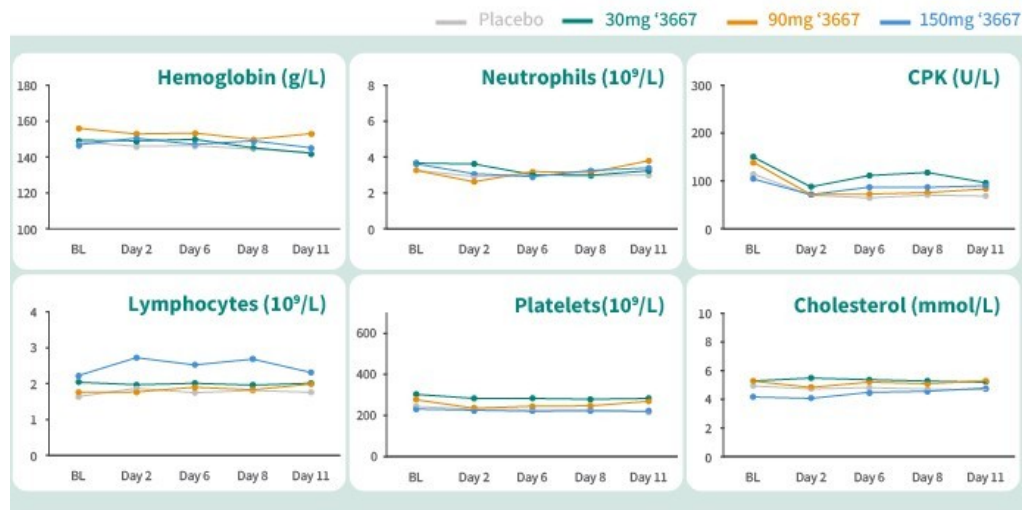 Placebo 30mg ‘3667 90mg ‘3667 150mg ‘3667
Hemoglobin (g/L)
180
160
140
120
100
BL Day 2 Day 6 Day 8 Day 11
Neutrophils (10⁹/L)
8
6
4
2
0
BL Day 2 Day 6 Day 8 Day 11
CPK (U/L)
300
200
100
0
BL Day 2 Day 6 Day 8 Day 11
Lymphocytes (10⁹/L)
4
3
2
1
0
BL Day 2 Day 6 Day 8 Day 11
Platelets(10⁹/L)
600
400
200
0
BL Day 2 Day 6 Day 8 Day 11
Cholesterol (mmol/L)
10
8
6
4
2
0
BL Day 2 Day 6 Day 8 Day 11